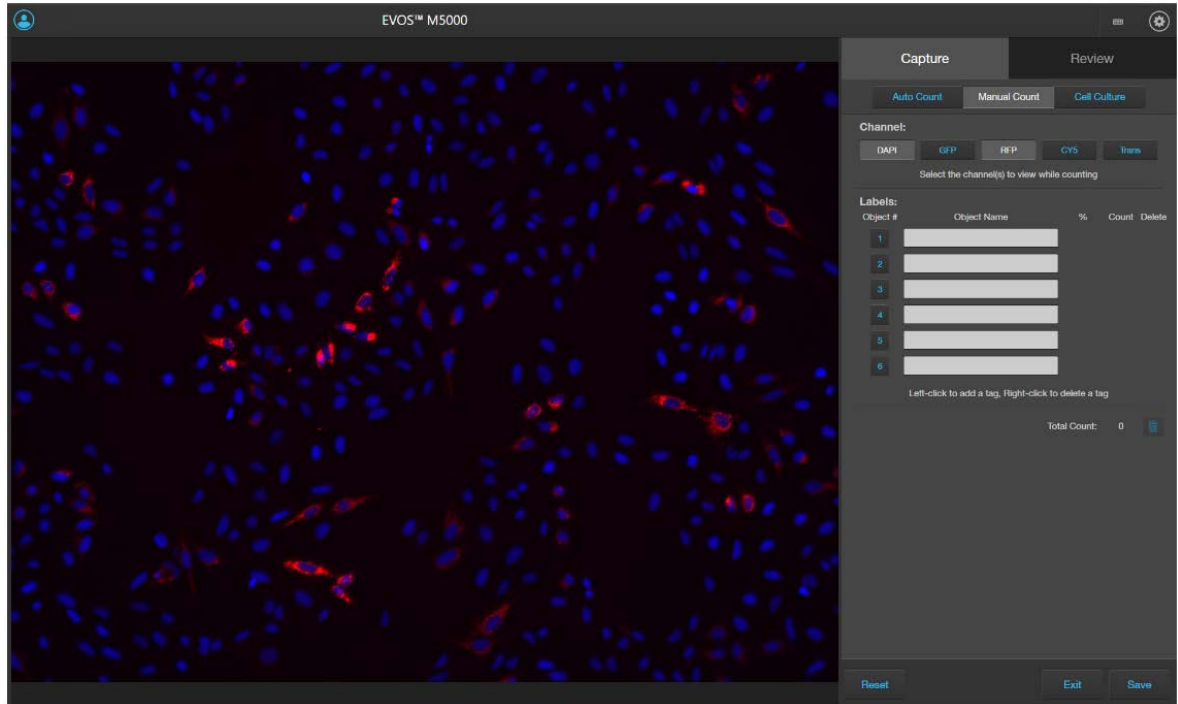 EVOS™ M5000
Capture Review
Auto Count Manual Count Cell Culture
Channel:
DAPI GFP RFP CY5 Trans
Select the channel(s) to view while counting
Labels:
Object # Object Name % Count Delete
1
2
3
4
5
6
Left-click to add a tag, Right-click to delete a tag
Total Count: 0
Reset Exit Save